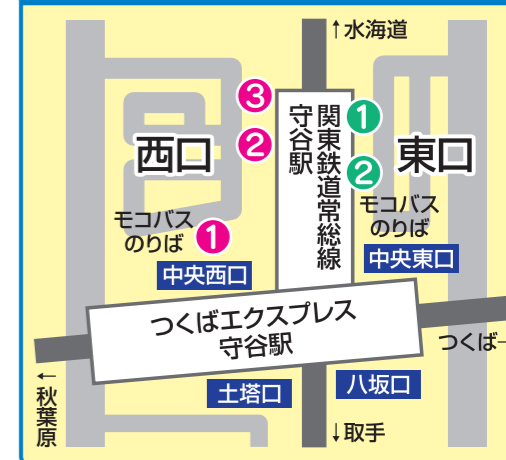 ↑水海道
③
①
関東鉄道常総線
守谷駅
西口
②
②
東口
モコバス
のりば
①
モコバス
のりば
中央西口
中央東口
つくばエクスプレス
守谷駅
つくば→
←秋葉原
土塔口
八坂口
↓取手